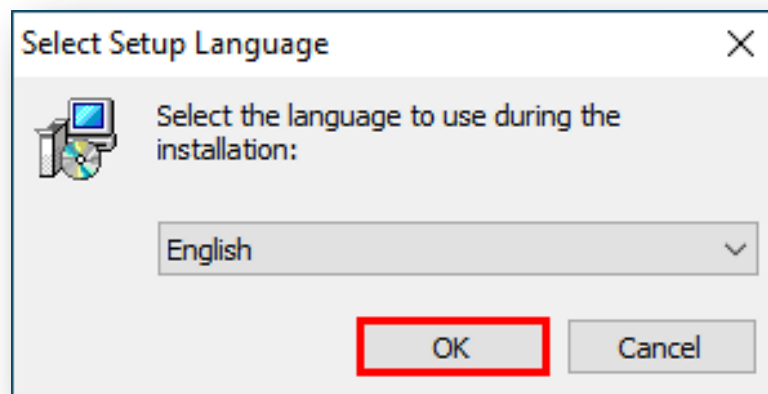 Select Setup Language
Select the language to use during the
installation:
English
OK
Cancel